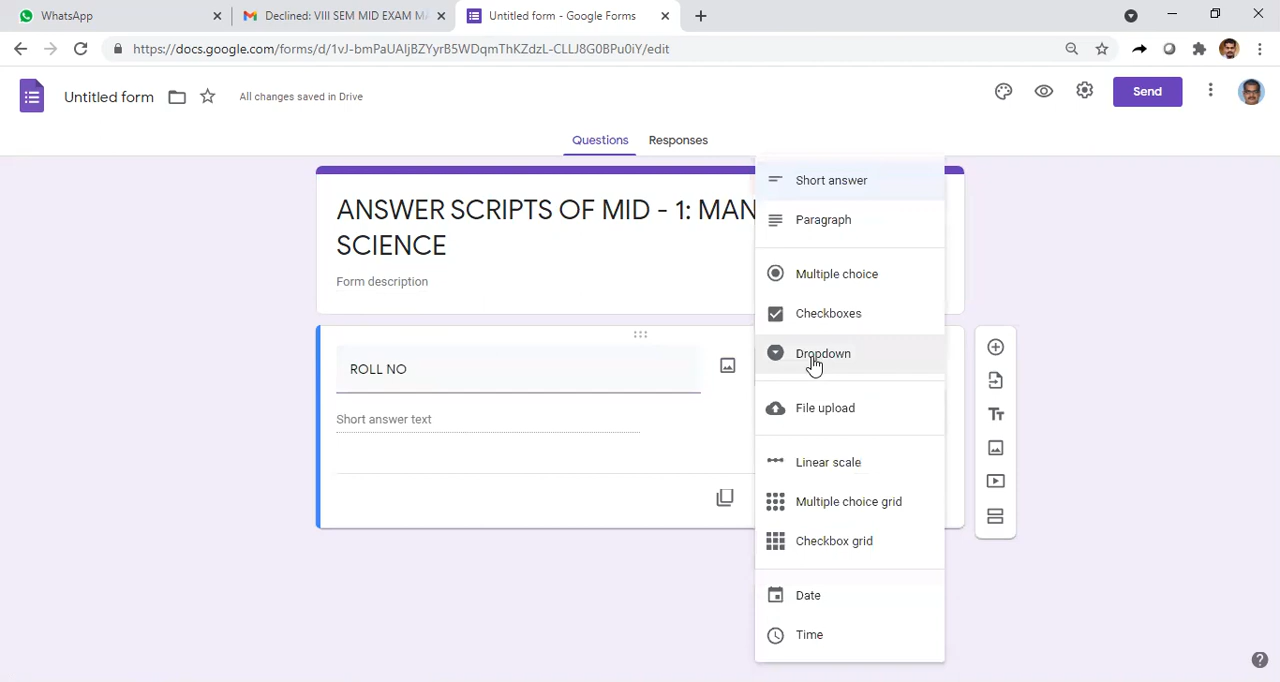 WhatsApp
Declined: VIII SEM MID EXAM MA
Untitled form - Google Forms
https://docs.google.com/forms/d/1vJ-bmPaUAIjBZYyrB5WDqmThKZdzL-CLLJ8G0BPu0iY/edit
Untitled form
All changes saved in Drive
Send
Questions
Responses
ANSWER SCRIPTS OF MID - 1: MAN
SCIENCE
Form description
ROLL NO
Short answer text
Short answer
Paragraph
Multiple choice
Checkboxes
Dropdown
File upload
Linear scale
Multiple choice grid
Checkbox grid
Date
Time